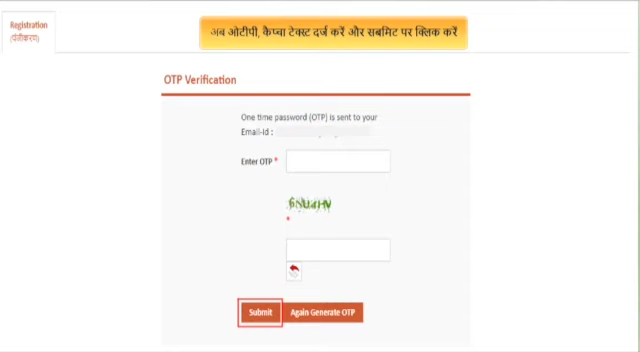 Registration
(पंजीकरण)
अब ओटीपी, कैप्चा टेक्स्ट दर्ज करें और सबमिट पर क्लिक करें
OTP Verification
One time password (OTP) is sent to your
Email-Id :
Enter OTP *
*
Submit
Again Generate OTP